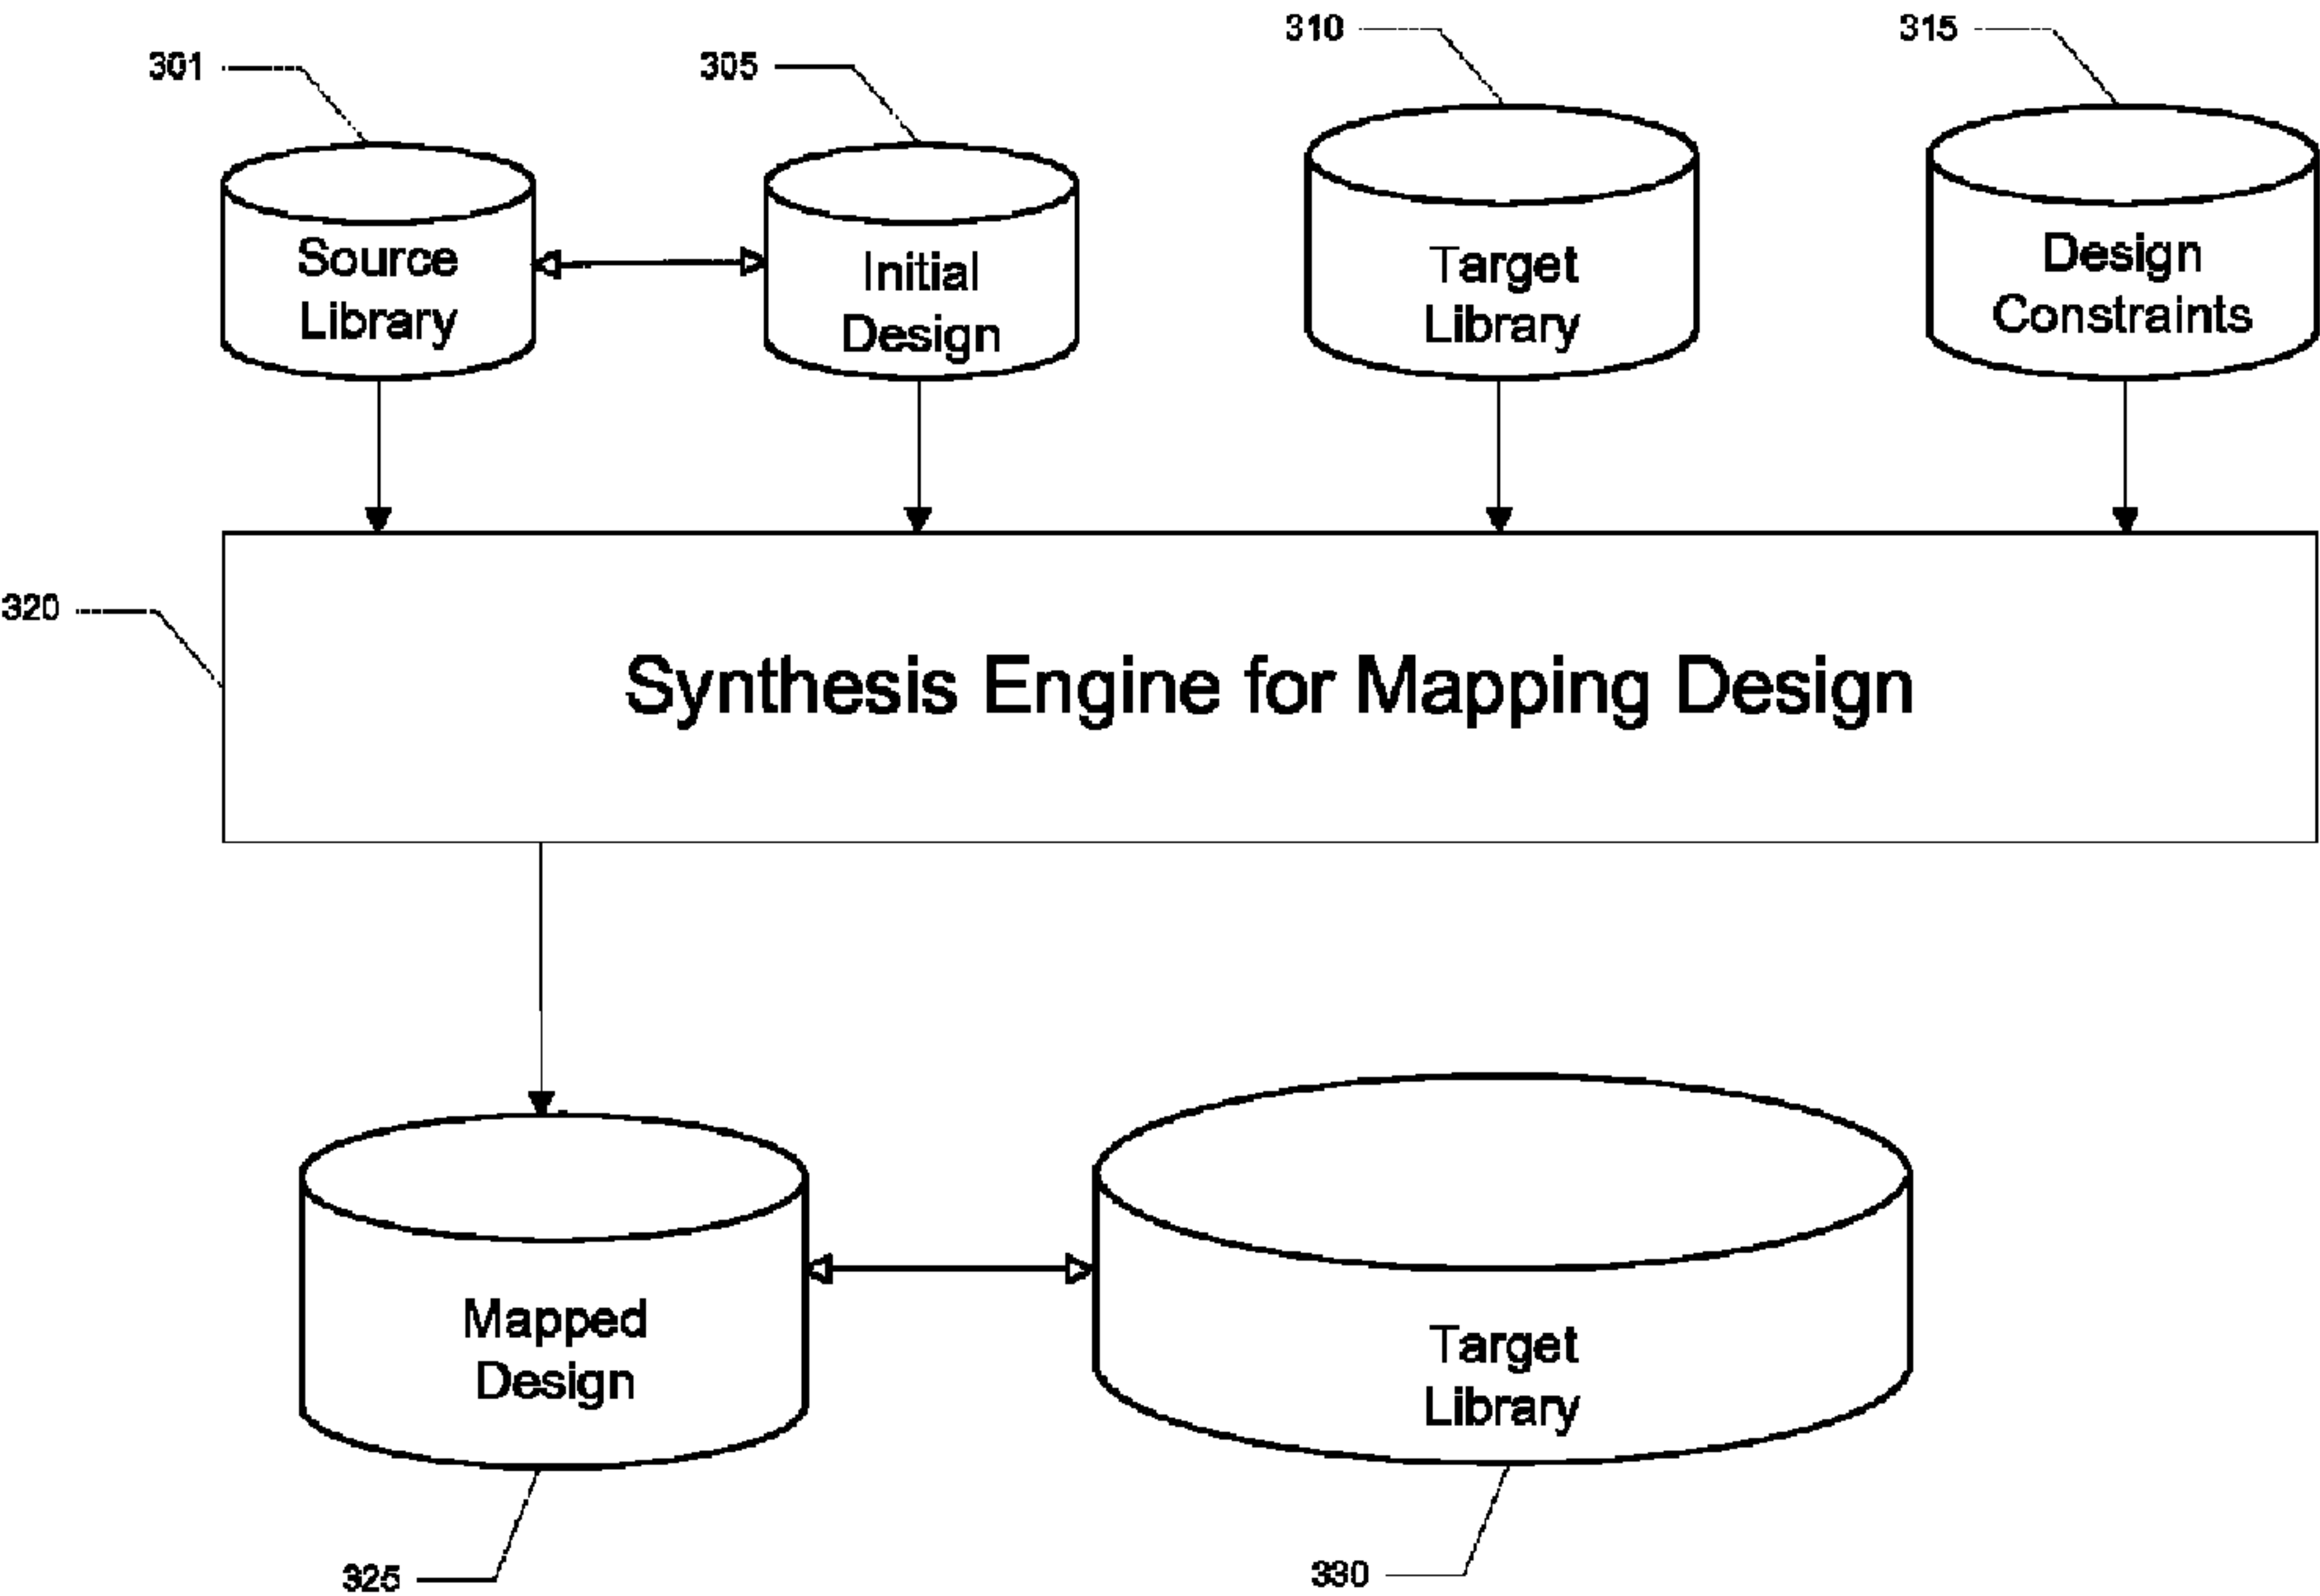 301
305
310
315
Source
Library
Initial
Design
Target
Library
Design
Constraints
320
Synthesis Engine for Mapping Design
Mapped
Design
Target
Library
325
330